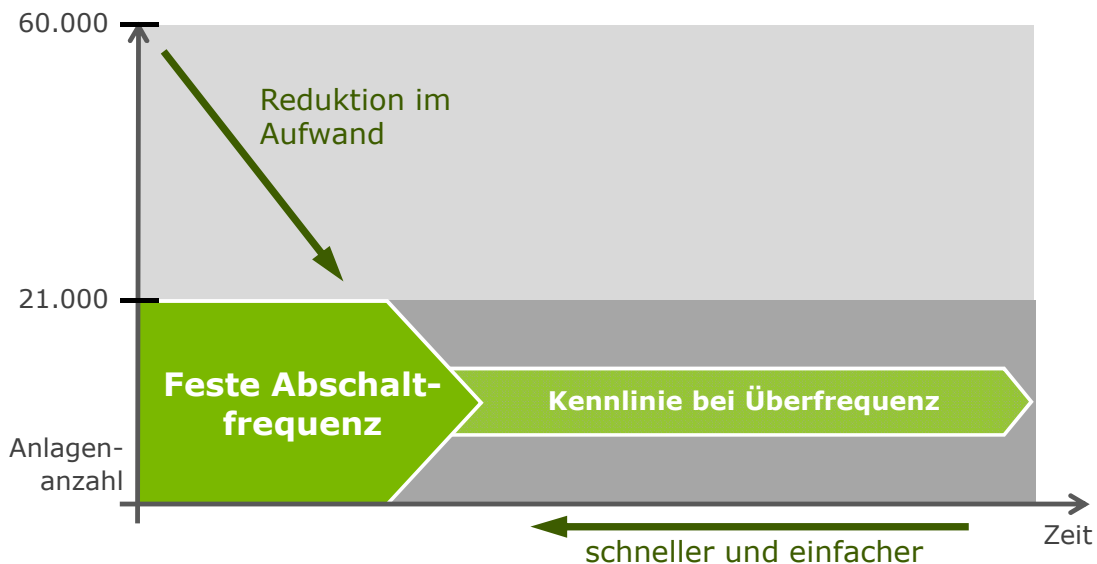 60.000
Reduktion im
Aufwand
21.000
Feste Abschalt-
frequenz
Kennlinie bei Überfrequenz
Anlagen-
anzahl
Zeit
schneller und einfacher